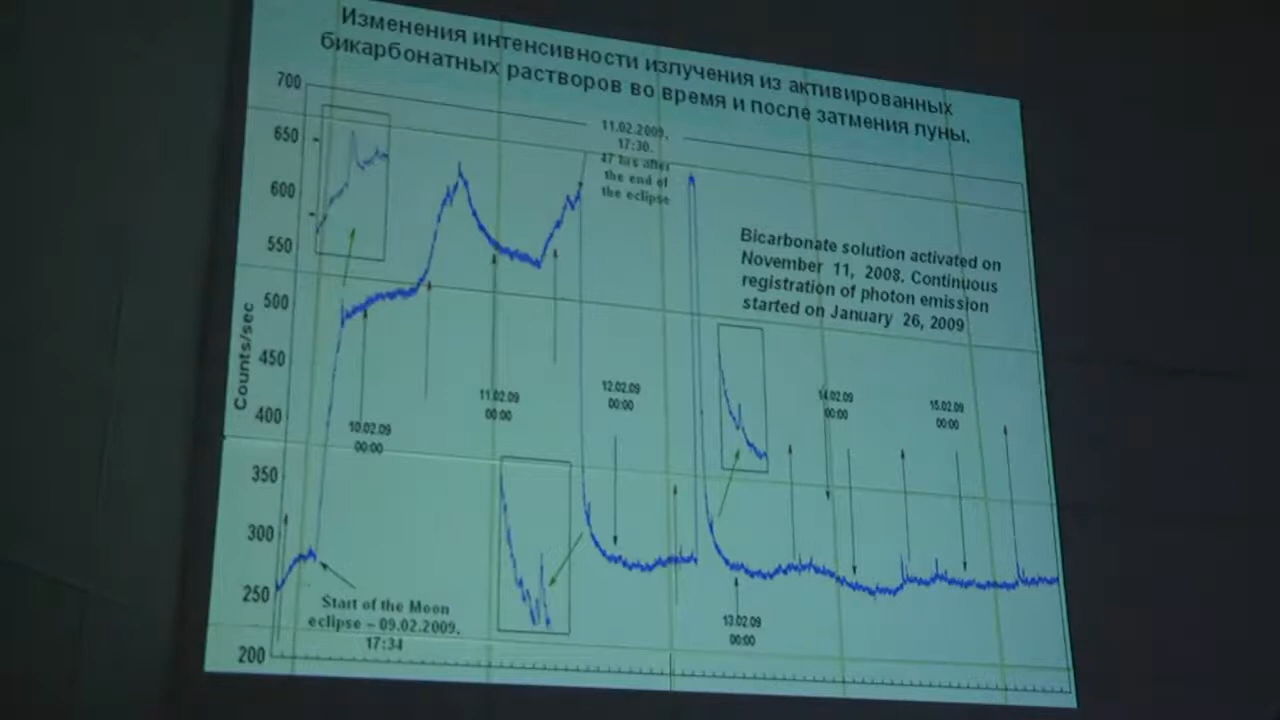 Изменения интенсивности излучения из активированных
бикарбонатных растворов во время и после затмения луны.
700
650
600
550
500
450
400
350
300
250
200
Counts/sec
11.02.2009.
17:30.
47 hrs after
the end of
the eclipse
Bicarbonate solution activated on
November 11, 2008. Continuous
registration of photon emission
started on January 26, 2009
10.02.09
00:00
11.02.09
00:00
12.02.09
00:00
14.02.09
00:00
15.02.09
00:00
Start of the Moon
eclipse – 09.02.2009.
17:34
13.02.09
00:00